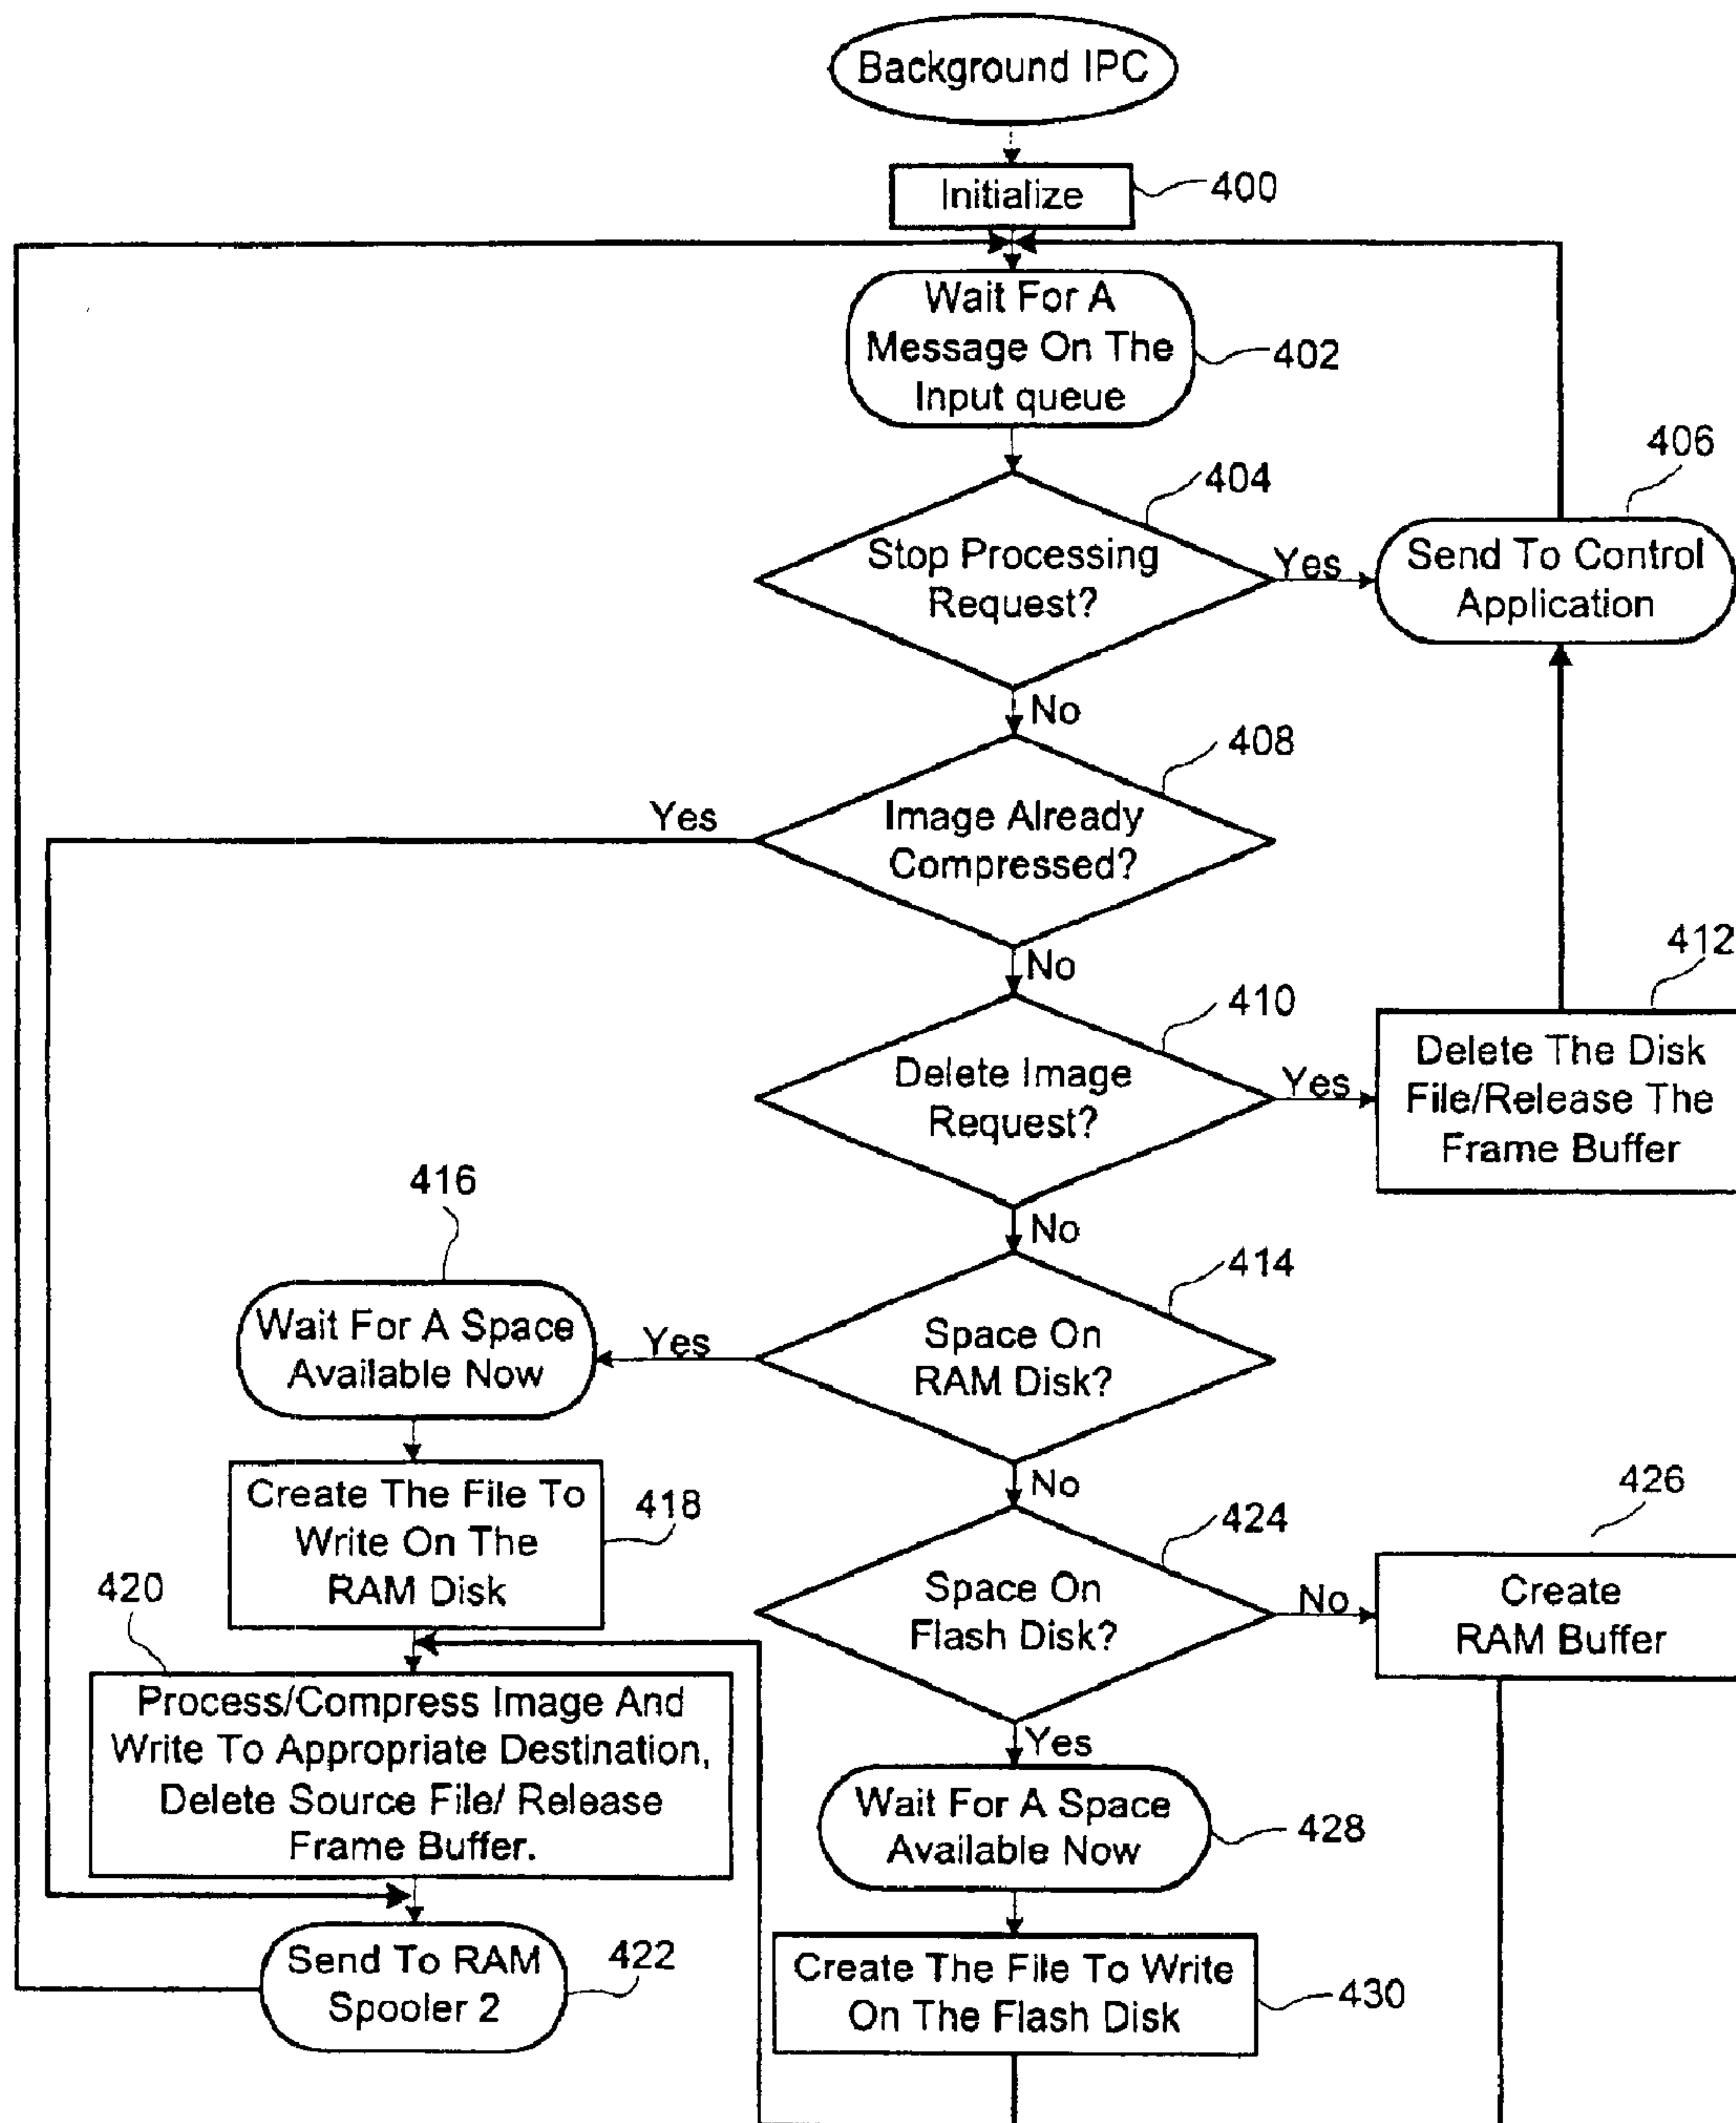 Background IPC
Initialize
400
Wait For A
Message On The
Input queue
402
404
Stop Processing
Request?
Yes
406
Send To Control
Application
No
408
Yes
Image Already
Compressed?
No
410
Delete Image
Request?
Yes
412
Delete The Disk
File/Release The
Frame Buffer
No
414
416
Wait For A Space
Available Now
Yes
Space On
RAM Disk?
No
418
Create The File To
Write On The
RAM Disk
424
Space On
Flash Disk?
No
426
Create
RAM Buffer
420
Process/Compress Image And
Write To Appropriate Destination,
Delete Source File/ Release
Frame Buffer.
Yes
Wait For A Space
Available Now
428
Send To RAM
Spooler 2
422
Create The File To Write
On The Flash Disk
430